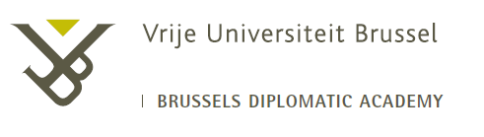 Vrije Universiteit Brussel
| BRUSSELS DIPLOMATIC ACADEMY